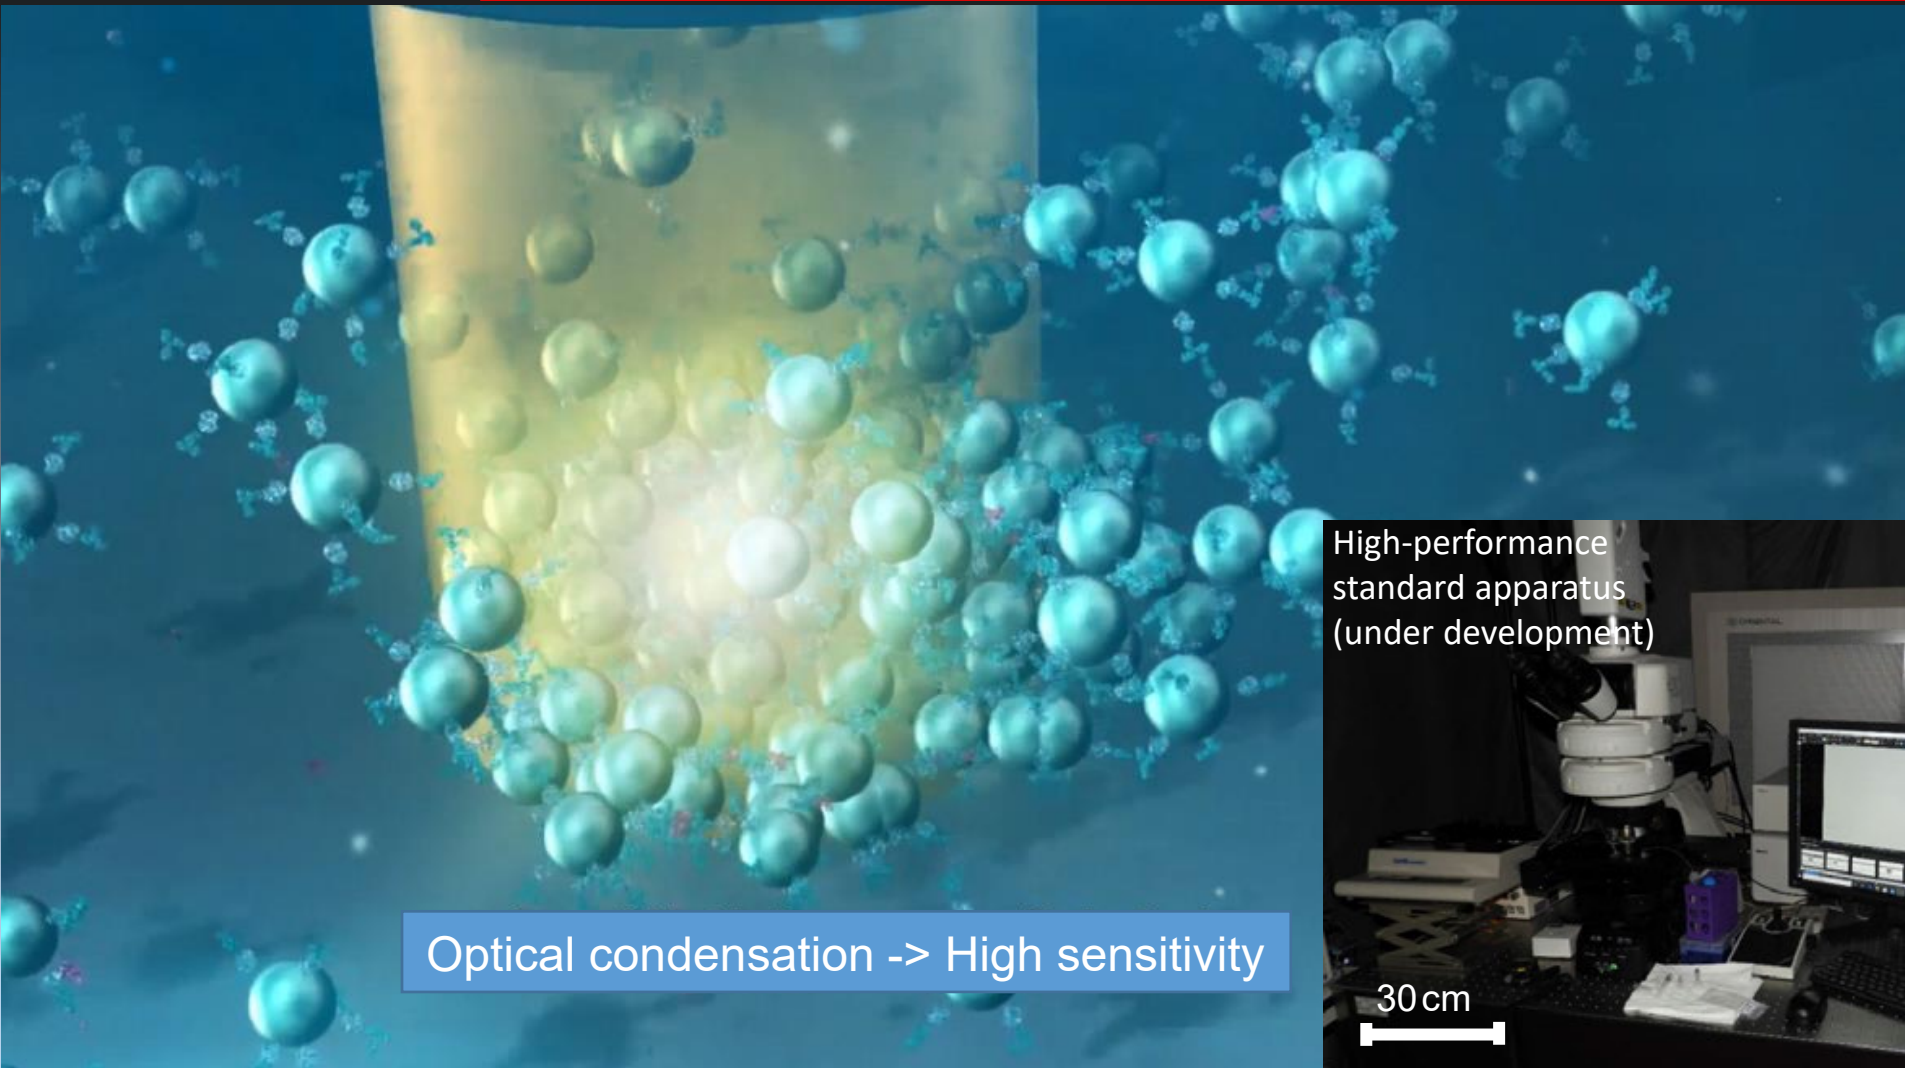 High-performance
standard apparatus
(under development)
Optical condensation -> High sensitivity
30 cm